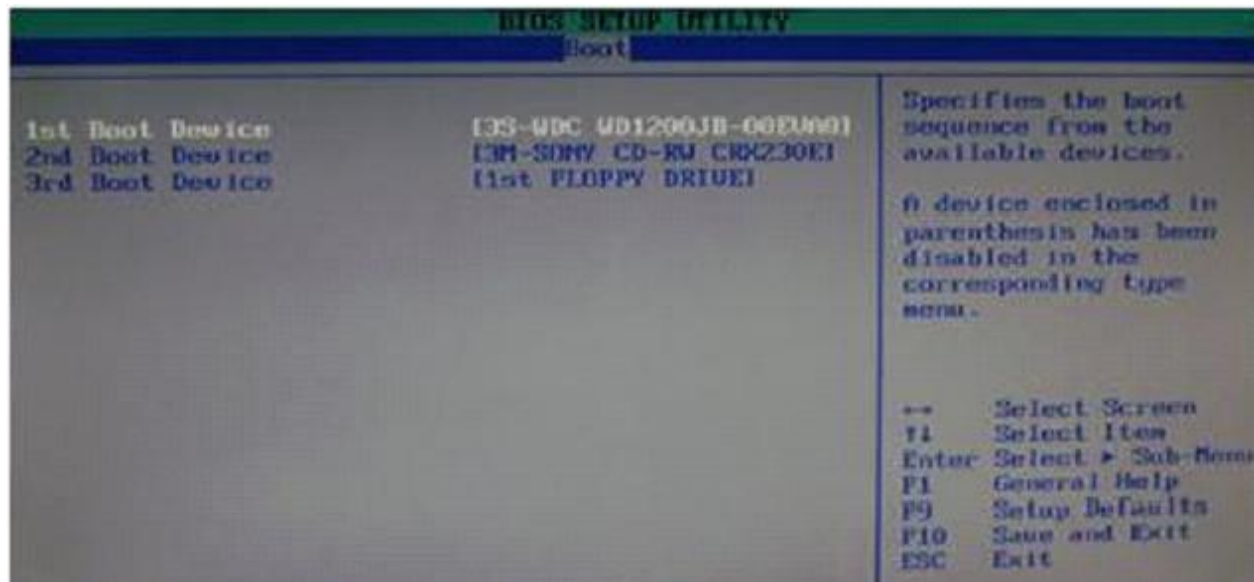 BIOS SETUP UTILITY
Boot
1st Boot Device [3S-WDC WD1200JB-00EVA0]
2nd Boot Device [3M-SONY CD-RW CRX230E]
3rd Boot Device [1st FLOPPY DRIVE]
Specifies the boot
sequence from the
available devices.
A device enclosed in
parenthesis has been
disabled in the
corresponding type
menu.
↔ Select Screen
↑↓ Select Item
Enter Select ► Sub-Menu
F1 General Help
F9 Setup Defaults
F10 Save and Exit
ESC Exit